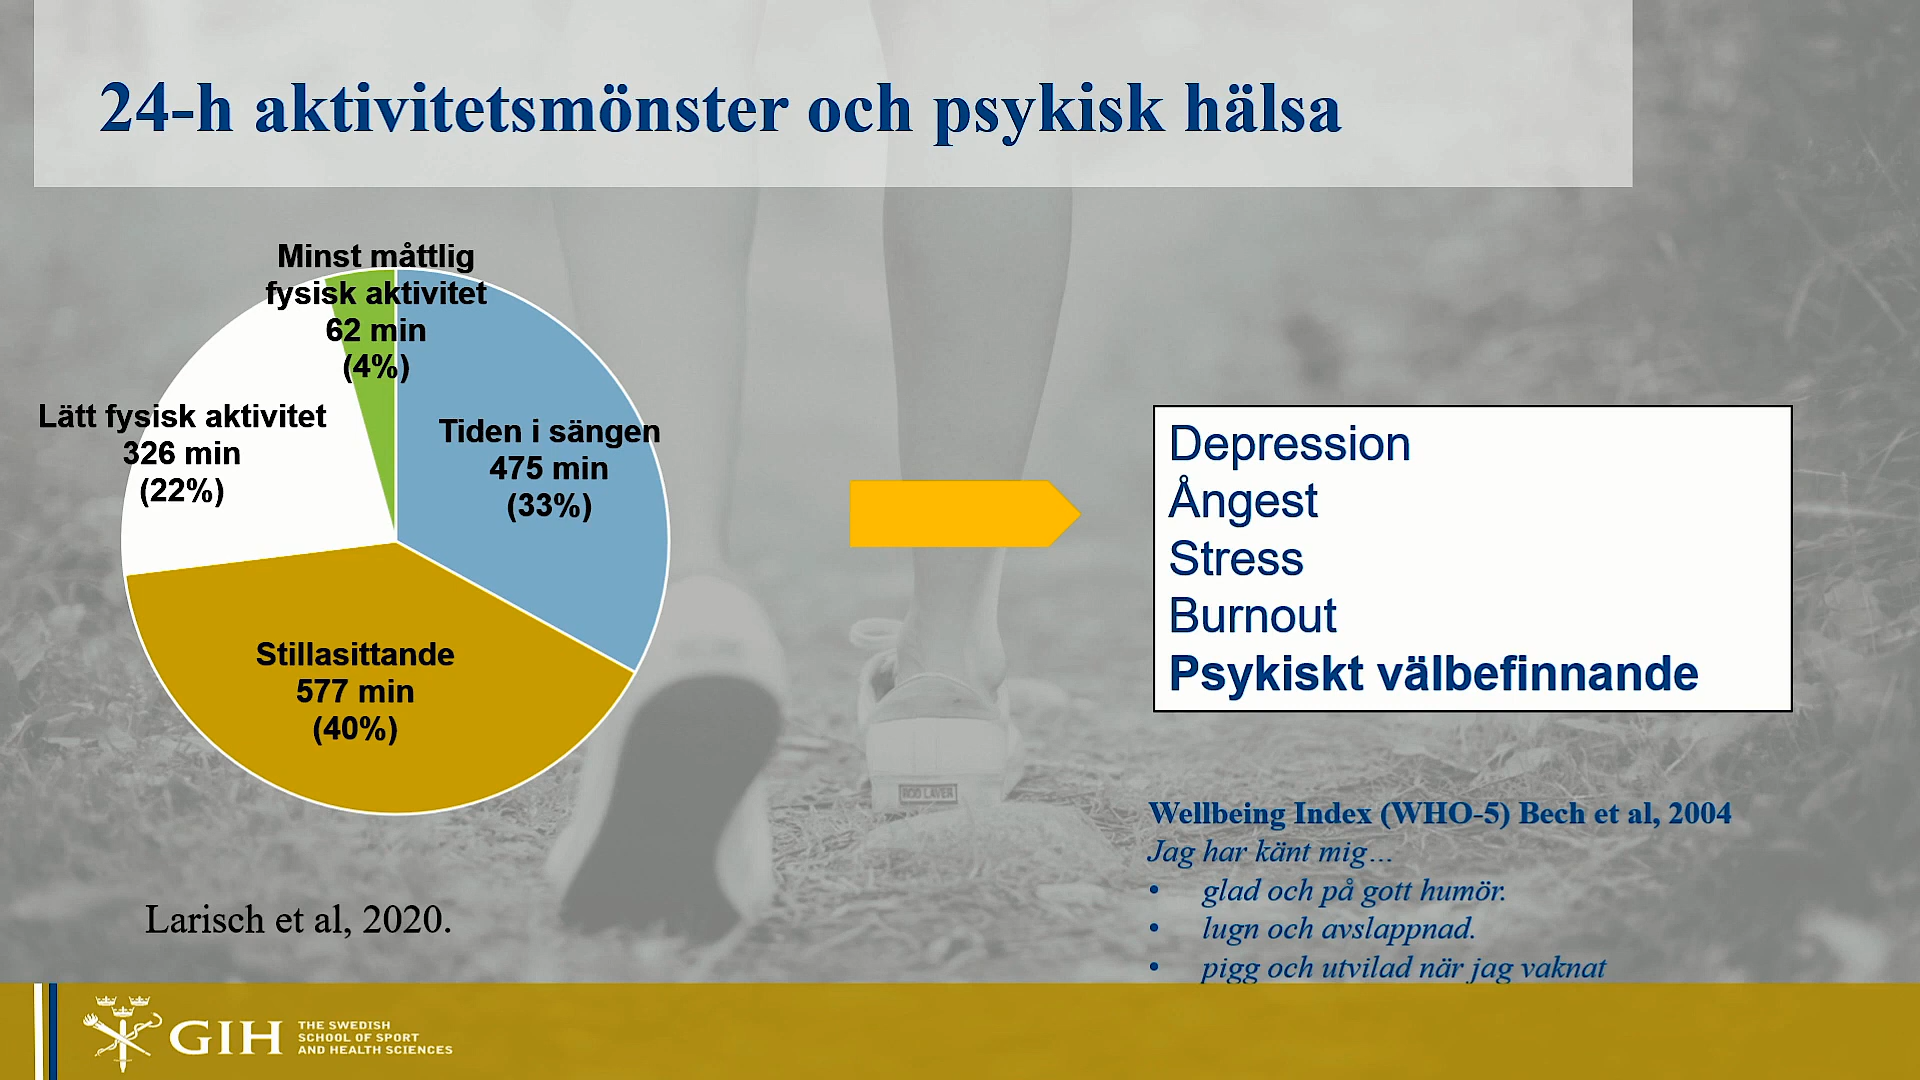 24-h aktivitetsmönster och psykisk hälsa
Minst måttlig
fysisk aktivitet
62 min
(4%)
Lätt fysisk aktivitet
326 min
(22%)
Tiden i sängen
475 min
(33%)
Stillasittande
577 min
(40%)
Larisch et al, 2020.
Depression
Ångest
Stress
Burnout
Psykiskt välbefinnande
ROD LAVER
Wellbeing Index (WHO-5) Bech et al, 2004
Jag har känt mig…
• glad och på gott humör.
• lugn och avslappnad.
• pigg och utvilad när jag vaknat
GIH
THE SWEDISH
SCHOOL OF SPORT
AND HEALTH SCIENCES